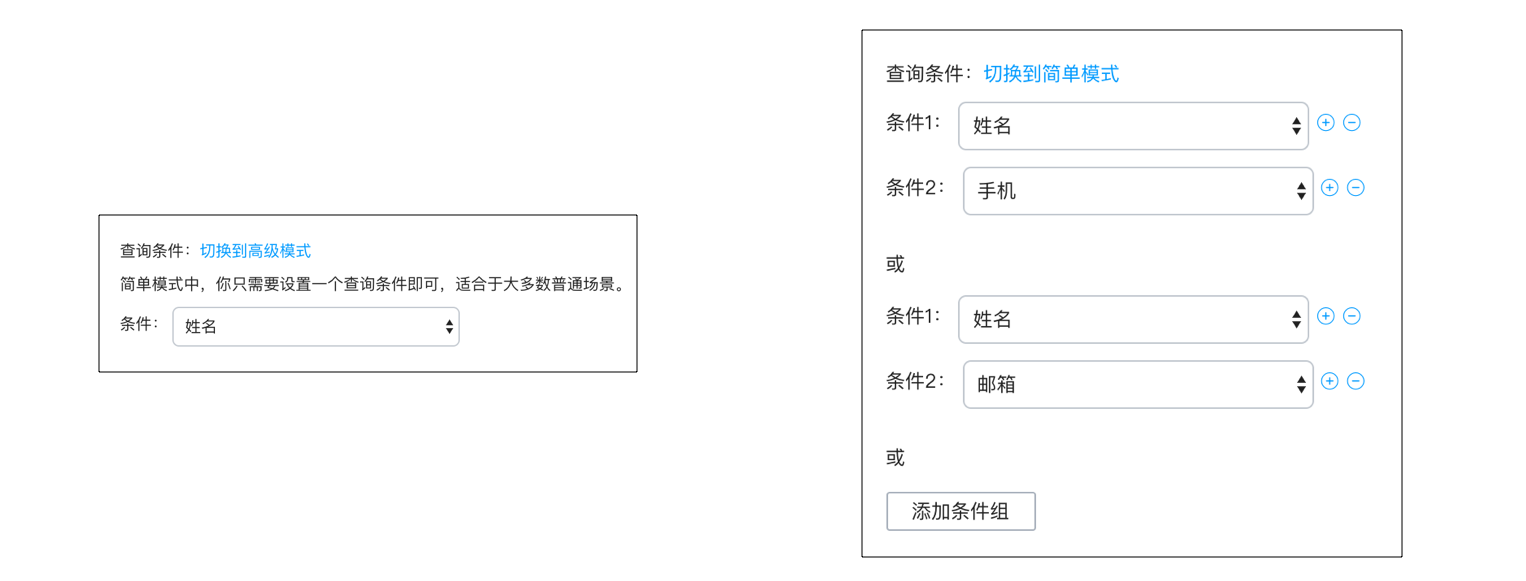 查询条件：切换到高级模式
简单模式中，你只需要设置一个查询条件即可，适合于大多数普通场景。
条件： 姓名
查询条件：切换到简单模式
条件1： 姓名
条件2： 手机
或
条件1： 姓名
条件2： 邮箱
或
添加条件组